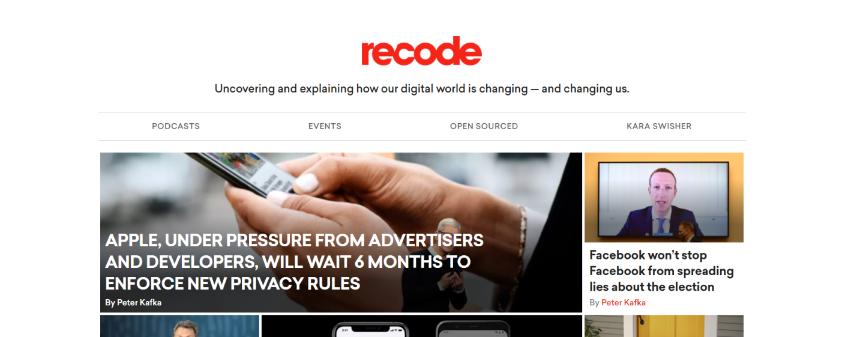 recode
Uncovering and explaining how our digital world is changing — and changing us.
PODCASTS
EVENTS
OPEN SOURCED
KARA SWISHER
APPLE, UNDER PRESSURE FROM ADVERTISERS
AND DEVELOPERS, WILL WAIT 6 MONTHS TO
ENFORCE NEW PRIVACY RULES
By Peter Kafka
Facebook won’t stop
Facebook from spreading
lies about the election
By Peter Kafka